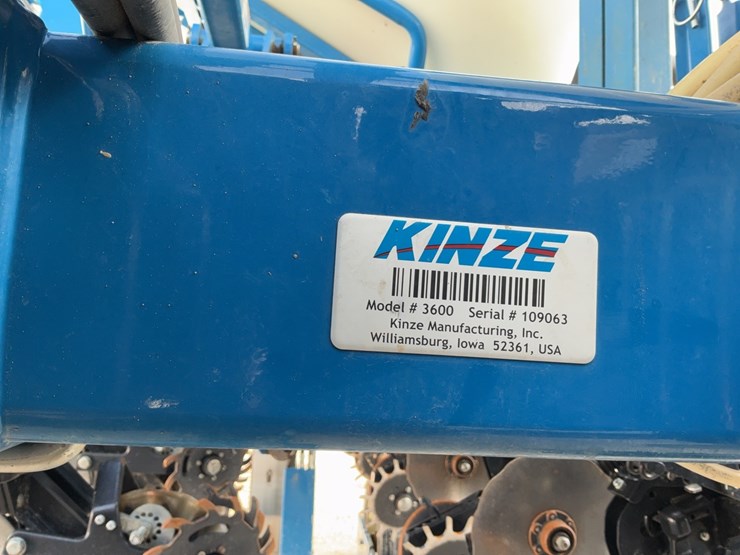 KINZE
Model # 3600 Serial # 109063
Kinze Manufacturing, Inc.
Williamsburg, Iowa 52361, USA